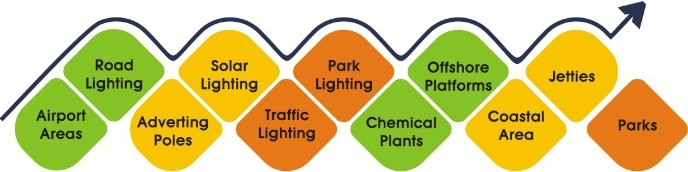 Road
Lighting
Solar
Lighting
Park
Lighting
Offshore
Platforms
Jetties
Airport
Areas
Adverting
Poles
Traffic
Lighting
Chemical
Plants
Coastal
Area
Parks